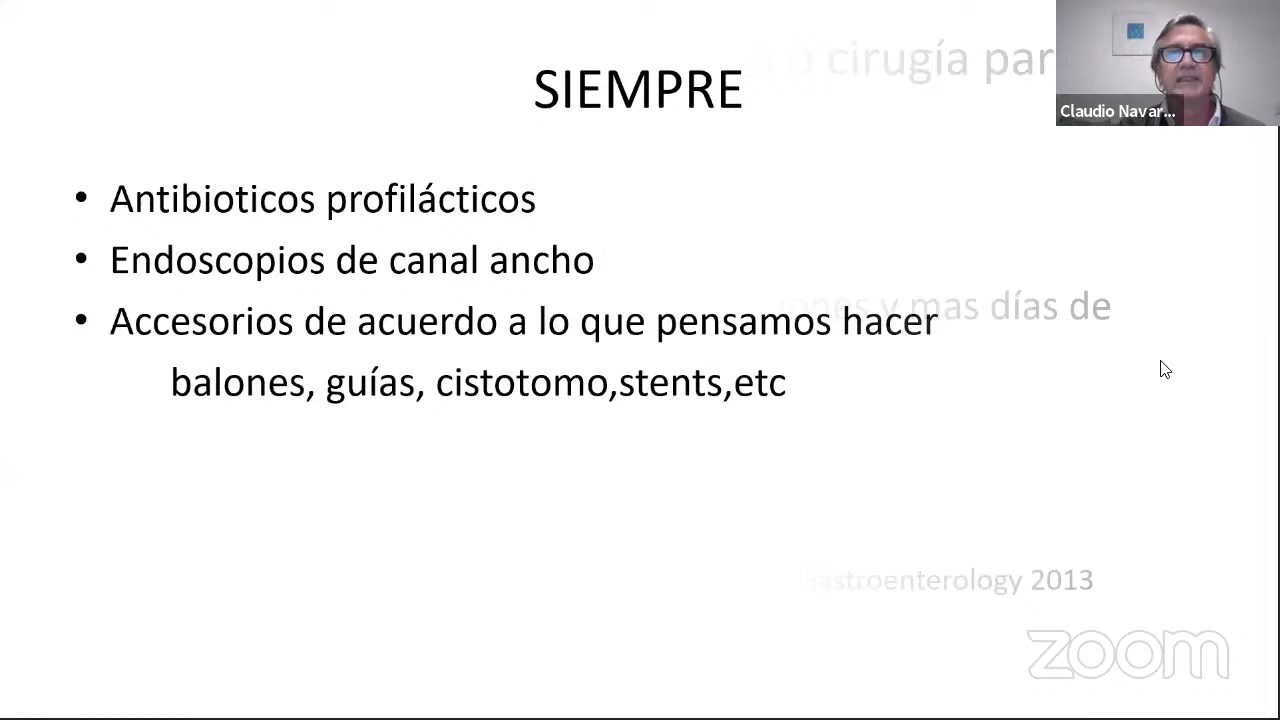 ó cirugía par
SIEMPRE
Claudio Navar...
• Antibioticos profilácticos
• Endoscopios de canal ancho
y mas días de
• Accesorios de acuerdo a lo que pensamos hacer
balones, guías, cistotomo,stents,etc
gastroenterology 2013
zoom